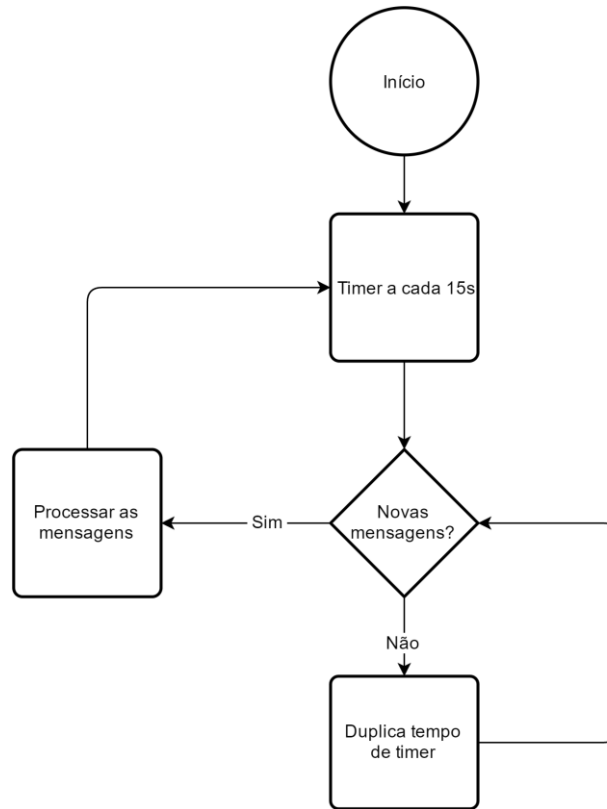 Início
Timer a cada 15s
Processar as
mensagens
Sim
Novas
mensagens?
Não
Duplica tempo
de timer